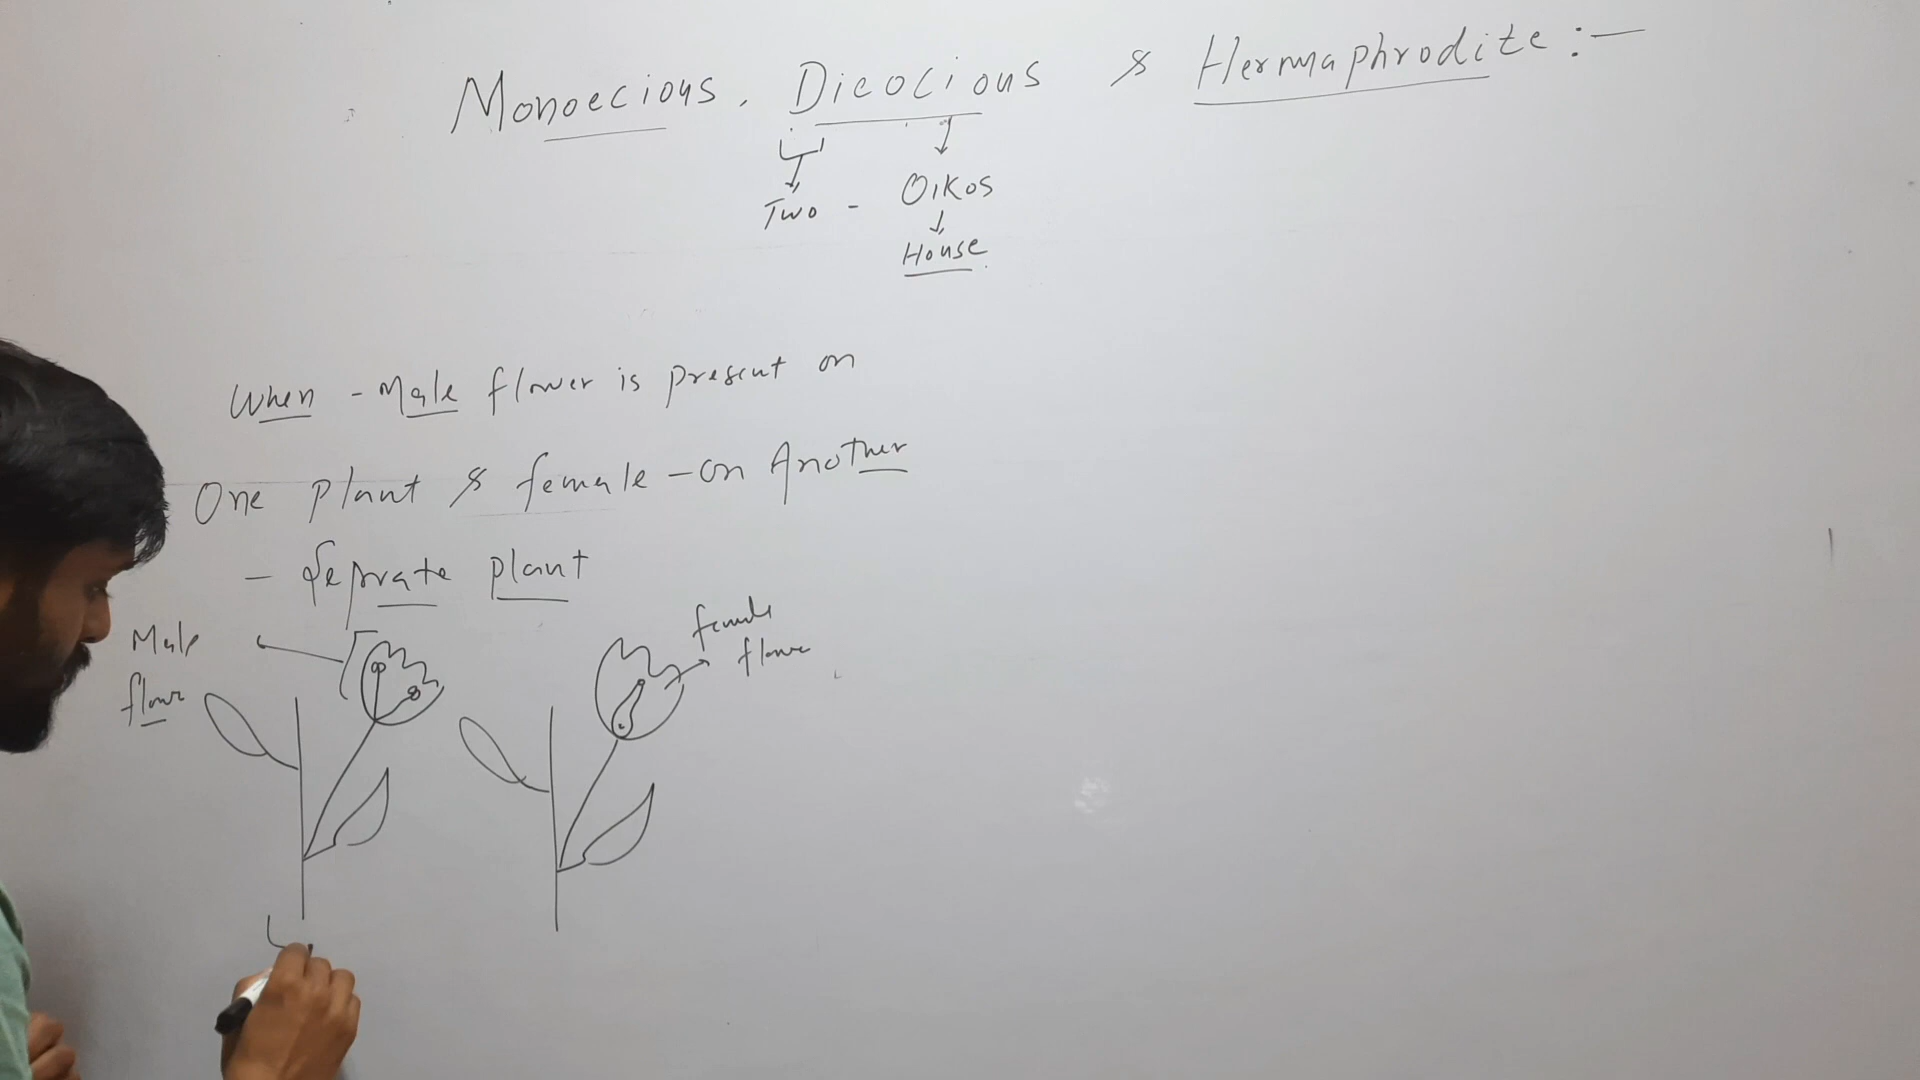 Monoecious, Dieocious & Hermaphrodite :-
Two - Oikos
House
When - Male flower is present on
One plant & female - on Another
- Seprate plant
Male flower
female flower